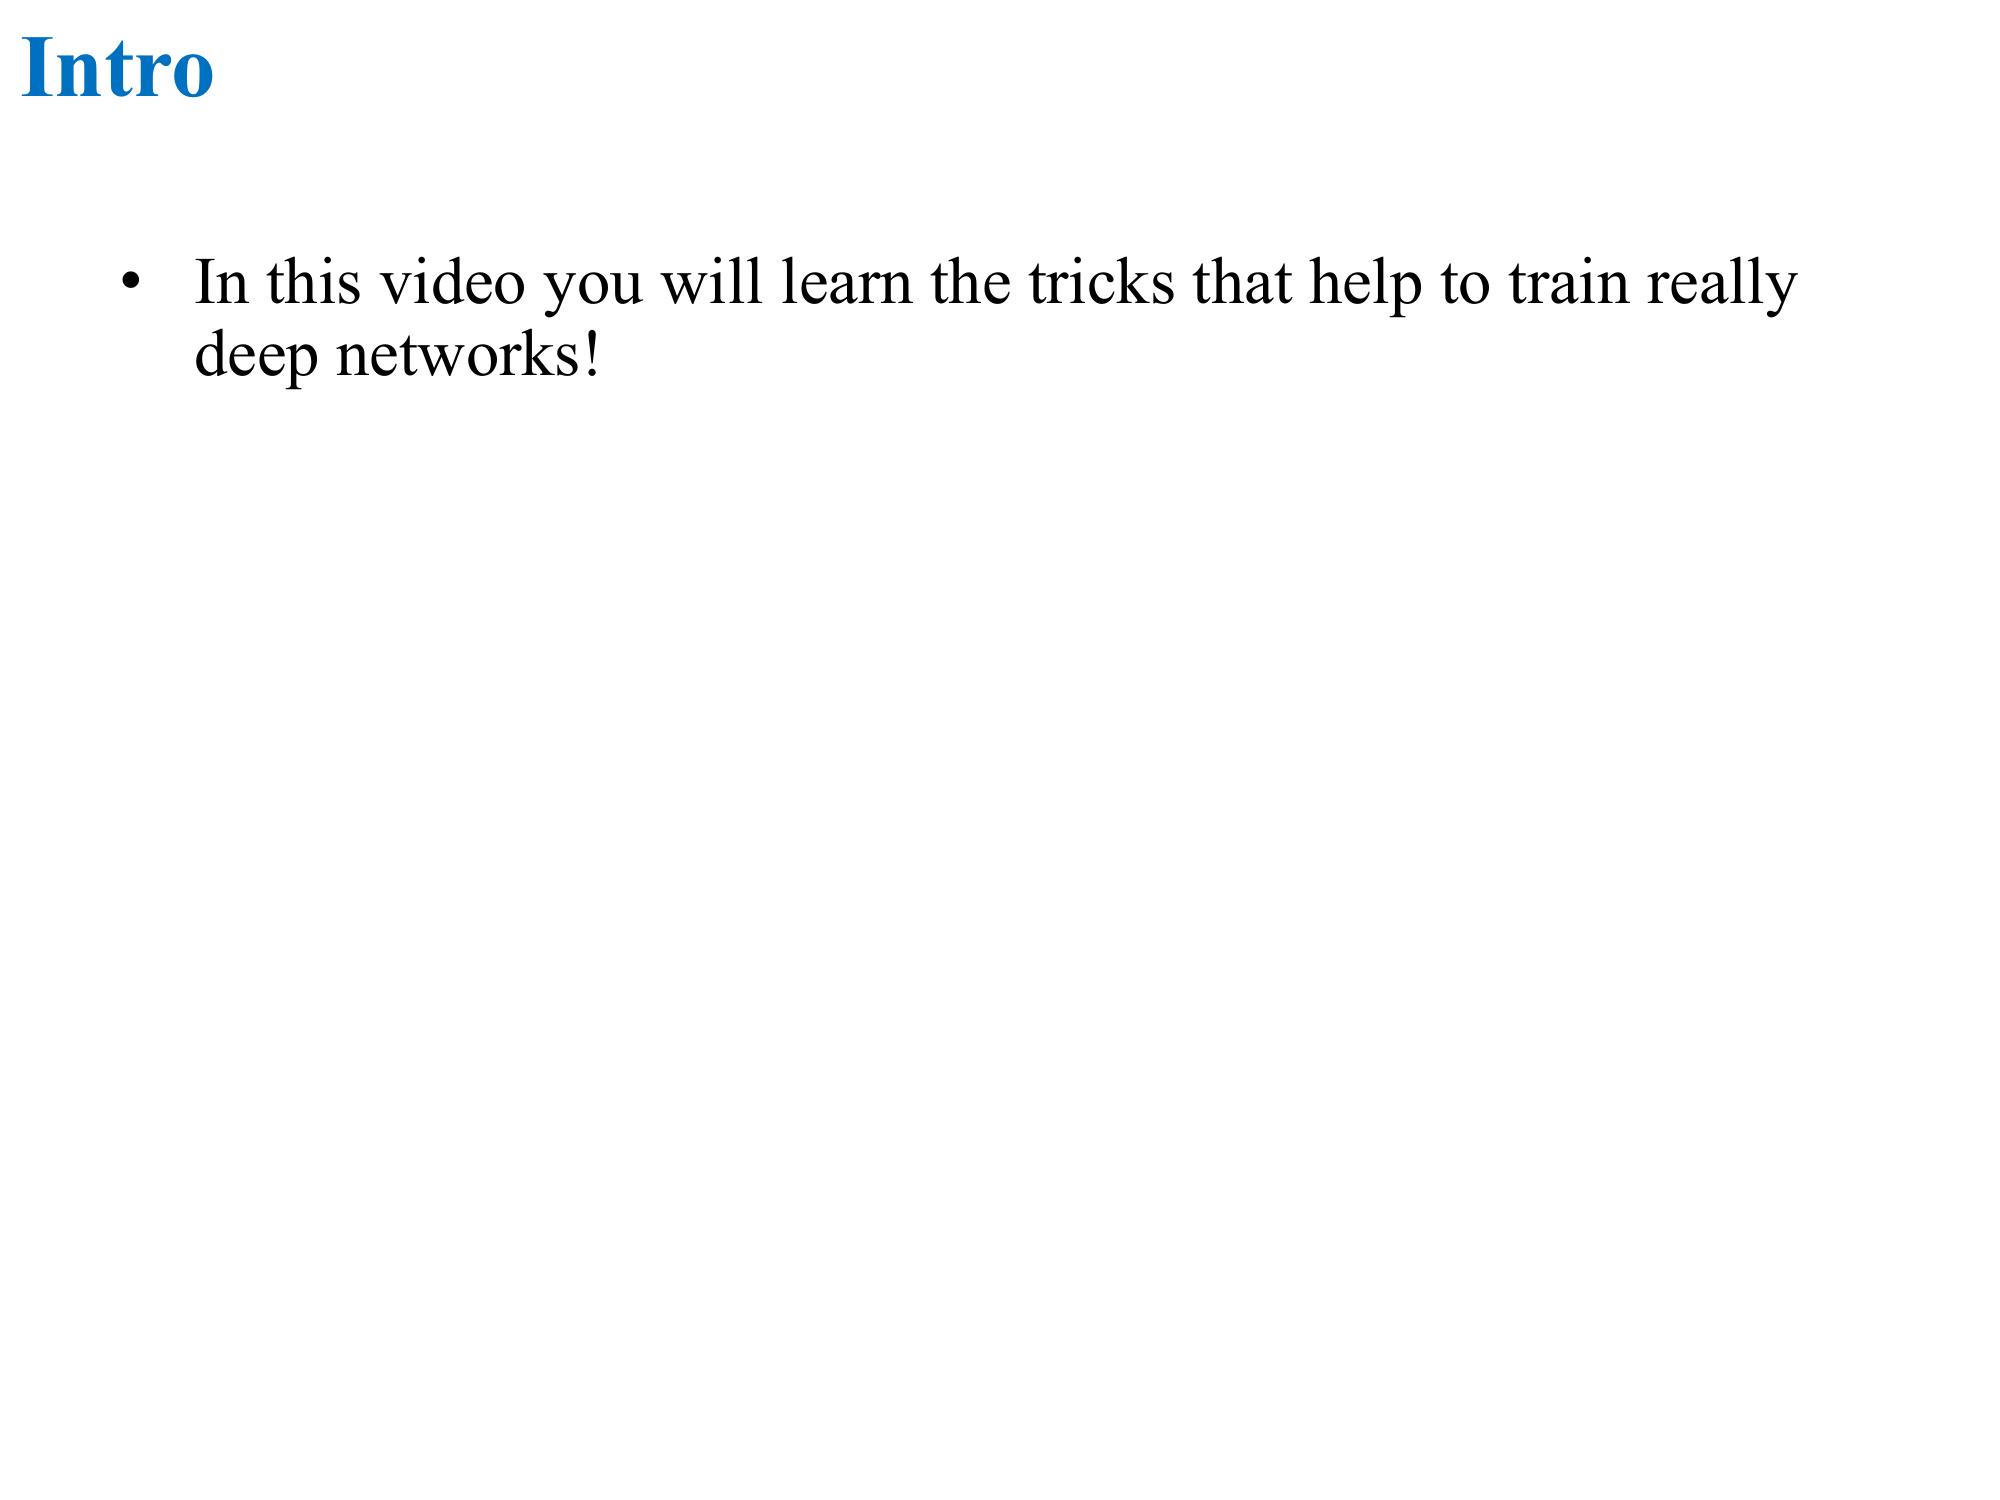 Intro
• In this video you will learn the tricks that help to train really
deep networks!